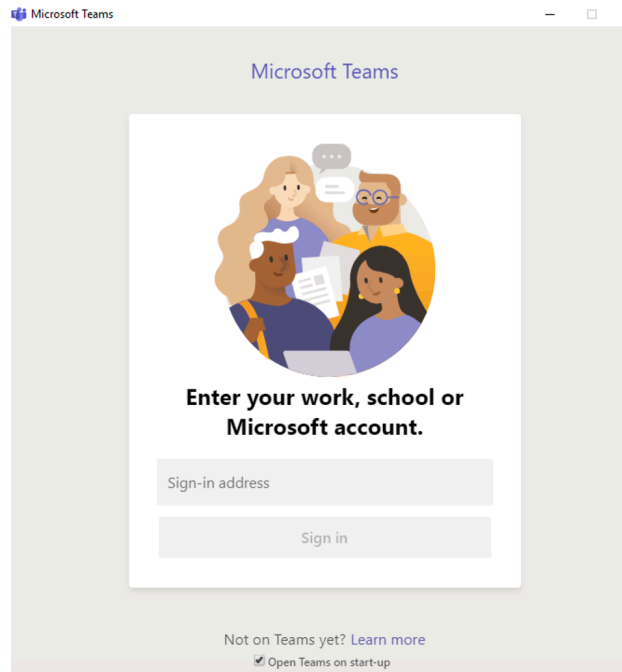 Microsoft Teams
Microsoft Teams
Enter your work, school or
Microsoft account.
Sign-in address
Sign in
Not on Teams yet? Learn more
Open Teams on start-up